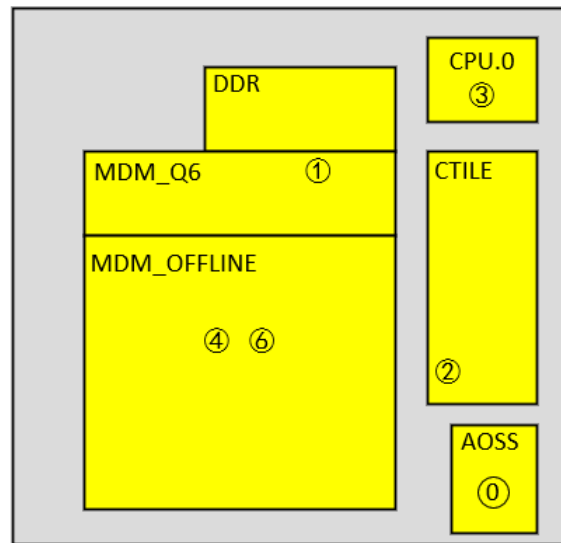 CPU.0
③
DDR
MDM_Q6 ①
CTILE
MDM_OFFLINE
④ ⑥
②
AOSS
⓪